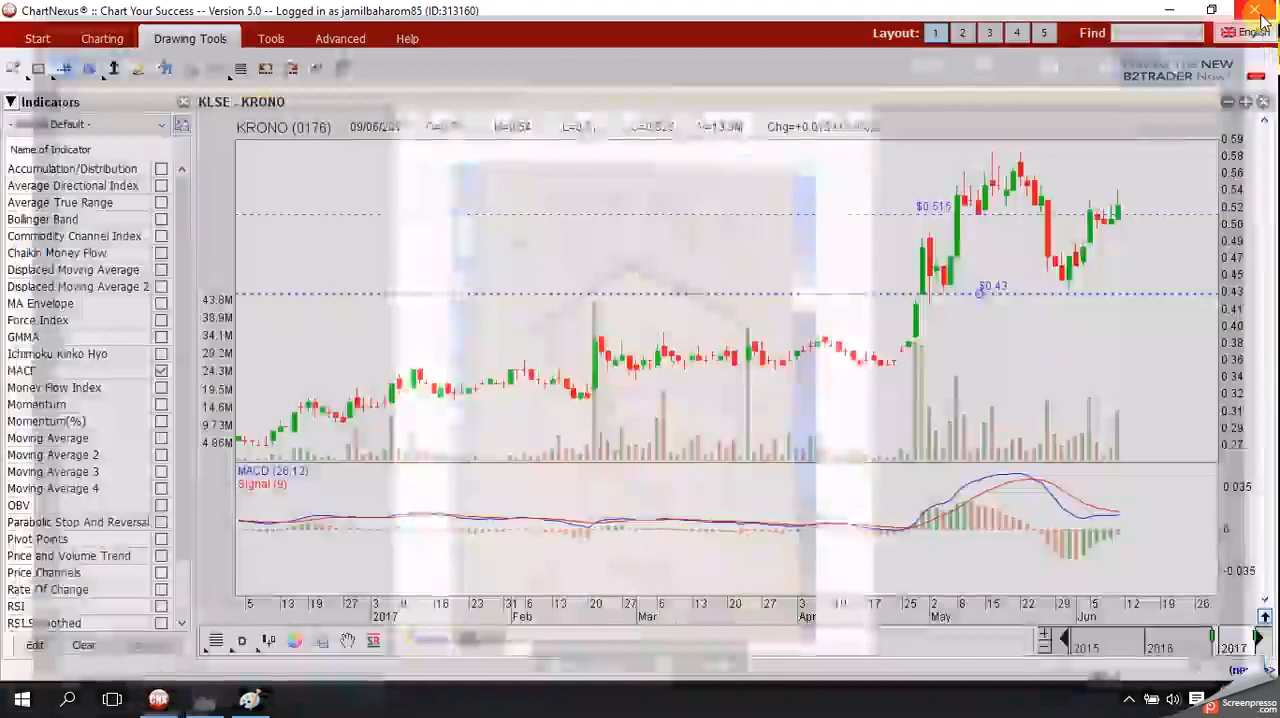 ChartNexus® :: Chart Your Success -- Version 5.0 -- Logged in as jamilbaharom85 (ID:313160)
Start Charting Drawing Tools Tools Advanced Help Layout: 1 2 3 4 5 Find English
NEW
B2TRADER Now!
Indicators KLSE - KRONO
Default -
KRONO (0176) 09/06/
Name of Indicator
Accumulation/Distribution
Average Directional Index
Average True Range
Bollinger Band
Commodity Channel Index
Chaikin Money Flow
Displaced Moving Average
Displaced Moving Average 2
MA Envelope
Force Index
GMMA
Ichimoku Kinko Hyo
MACD
Money Flow Index
Momentum
Momentum(%)
Moving Average
Moving Average 2
Moving Average 3
Moving Average 4
OBV
Parabolic Stop And Reversal
Pivot Points
Price and Volume Trend
Price Channels
Rate Of Change
RSI
RSI Smoothed
Edit Clear
$0.515
$0.43
43.8M
38.9M
34.1M
29.2M
24.3M
19.5M
14.6M
9.73M
4.86M
0.59
0.58
0.56
0.54
0.52
0.50
0.49
0.47
0.45
0.43
0.41
0.40
0.38
0.36
0.34
0.32
0.31
0.29
0.27
MACD (26,12)
Signal (9)
0.035
0
-0.035
5 13 19 27 3 16 23 31 6 13 20 27 6 13 20 27 3 17 25 2 8 15 22 29 5 12 19 26
2017 Feb Mar Apr May Jun
D
2015 2016 2017
Screenpresso
.com